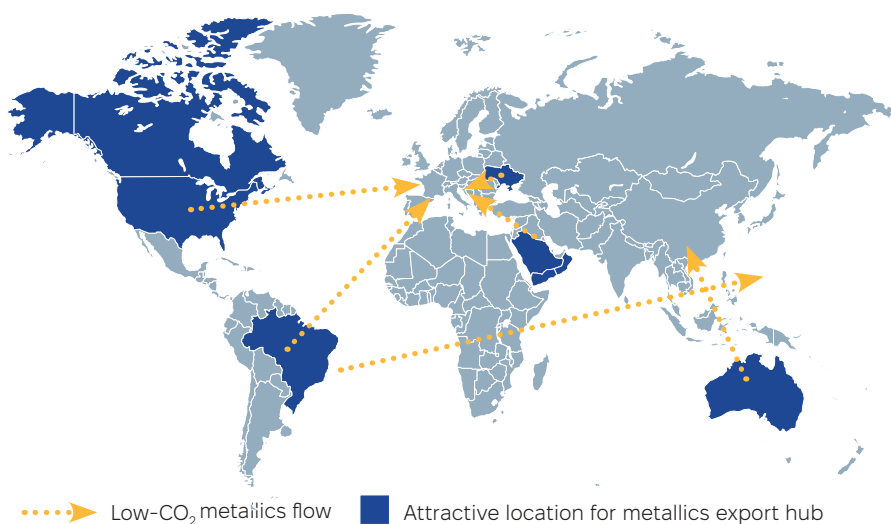 Low-CO₂ metallics flow
Attractive location for metallics export hub